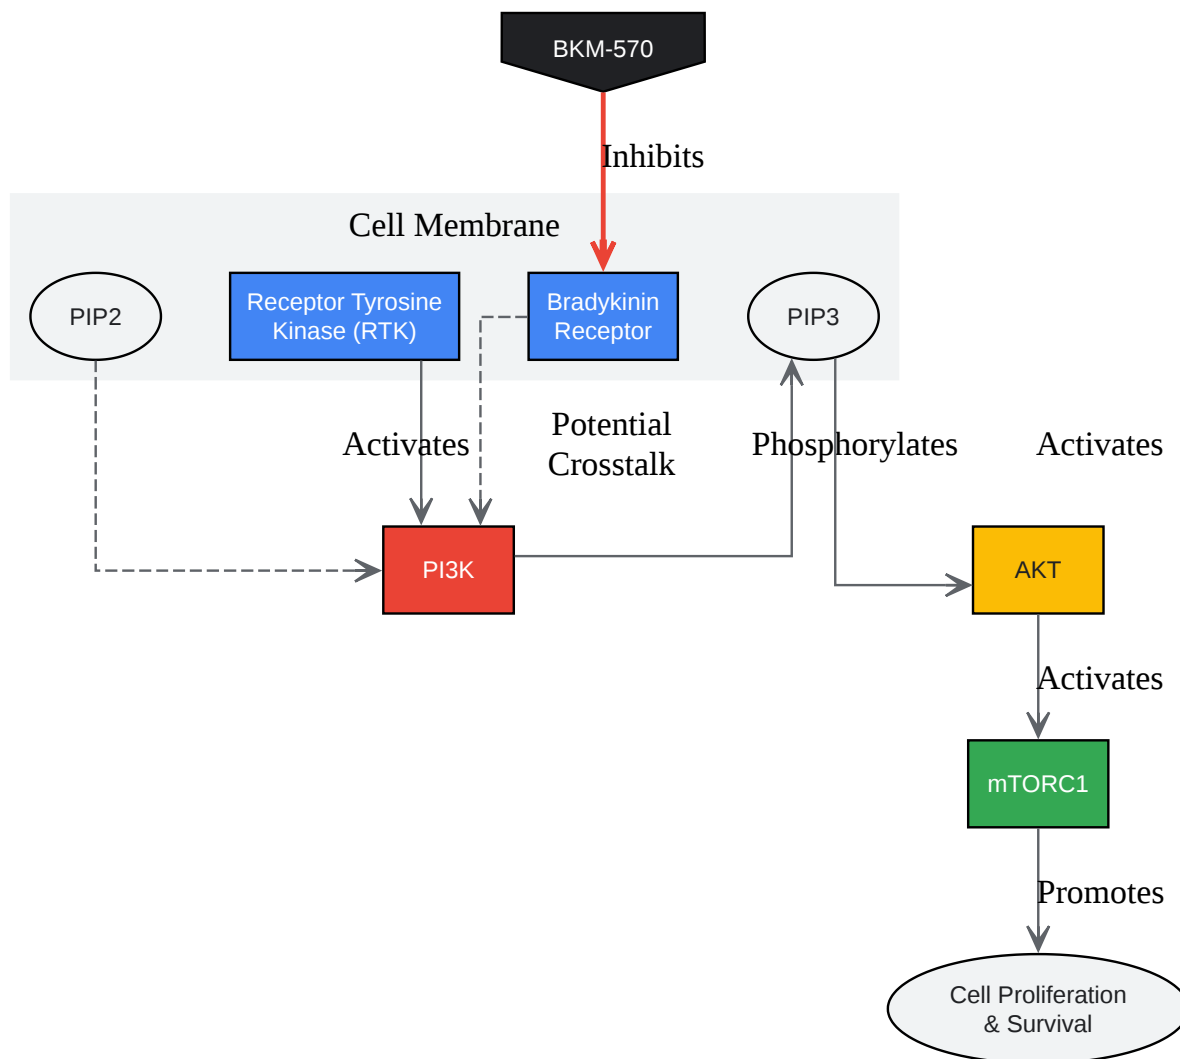 BKM-570
Inhibits
Cell Membrane
PIP2
Receptor Tyrosine
Kinase (RTK)
Bradykinin
Receptor
PIP3
Activates
Potential
Crosstalk
Phosphorylates
Activates
PI3K
AKT
Activates
mTORC1
Promotes
Cell Proliferation
& Survival